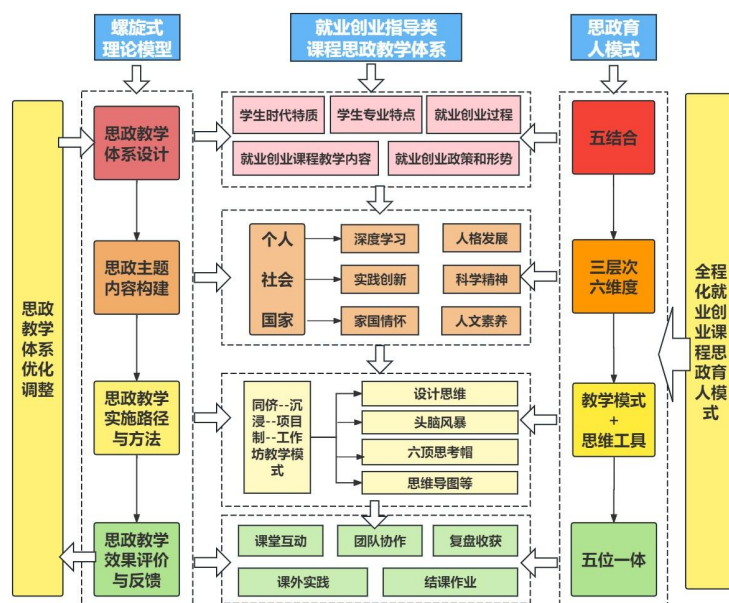 螺旋式
理论模型
就业创业指导类
课程思政教学体系
思政育
人模式
思政教学
体系设计
学生时代特质
学生专业特点
就业创业过程
就业创业课程教学内容
就业创业政策和形势
五结合
思政主题
内容构建
个人
社会
国家
深度学习
人格发展
实践创新
科学精神
家国情怀
人文素养
三层次
六维度
思政
教学
体系
优化
调整
全程
化就
业创
业课
程思
政育
人模
式
思政教学
实施路径
与方法
同侪--沉
浸--项目
制--工作
坊教学模
式
设计思维
头脑风暴
六顶思考帽
思维导图等
教学模式
+
思维工具
思政教学
效果评价
与反馈
课堂互动
团队协作
复盘收获
课外实践
结课作业
五位一体